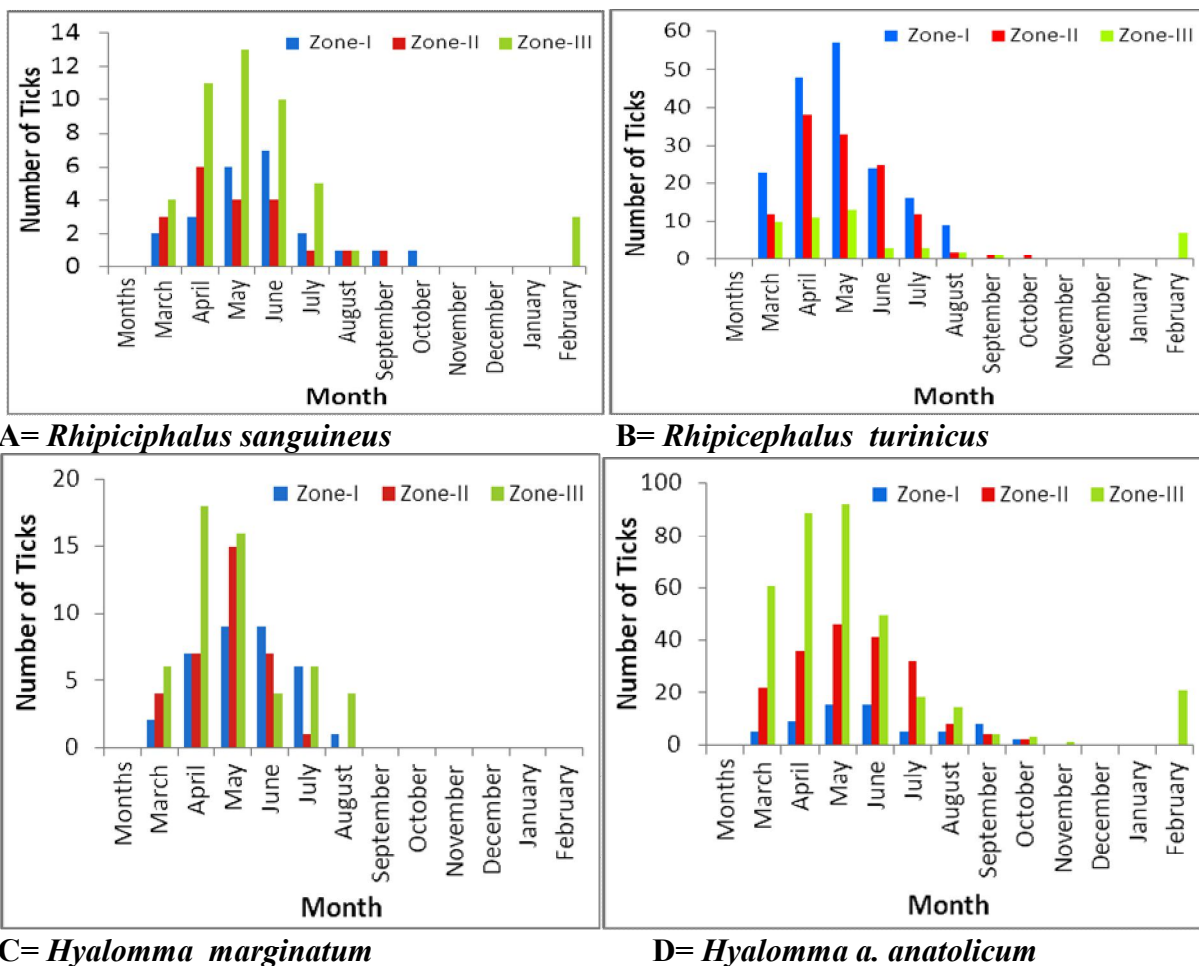 14
12
10
8
6
4
2
0
Number of Ticks
Zone-I Zone-II Zone-III
Months
March
April
May
June
July
August
September
October
November
December
January
February
Month
A= Rhipiciphalus sanguineus
60
50
40
30
20
10
0
Number of Ticks
Zone-I Zone-II Zone-III
Months
March
April
May
June
July
August
September
October
November
December
January
February
Month
B= Rhipicephalus turinicus
20
15
10
5
0
Number of Ticks
Zone-I Zone-II Zone-III
Months
March
April
May
June
July
August
September
October
November
December
January
February
Month
C= Hyalomma marginatum
100
80
60
40
20
0
Number of Ticks
Zone-I Zone-II Zone-III
Months
March
April
May
June
July
August
September
October
November
December
January
February
Month
D= Hyalomma a. anatolicum